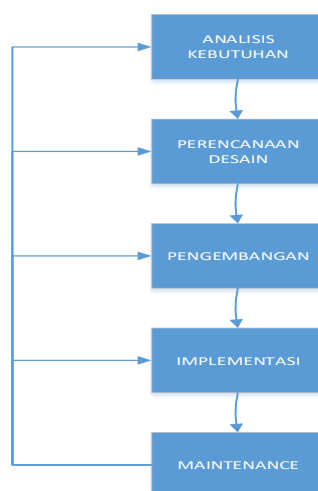 ANALISIS
KEBUTUHAN
PERENCANAAN
DESAIN
PENGEMBANGAN
IMPLEMENTASI
MAINTENANCE